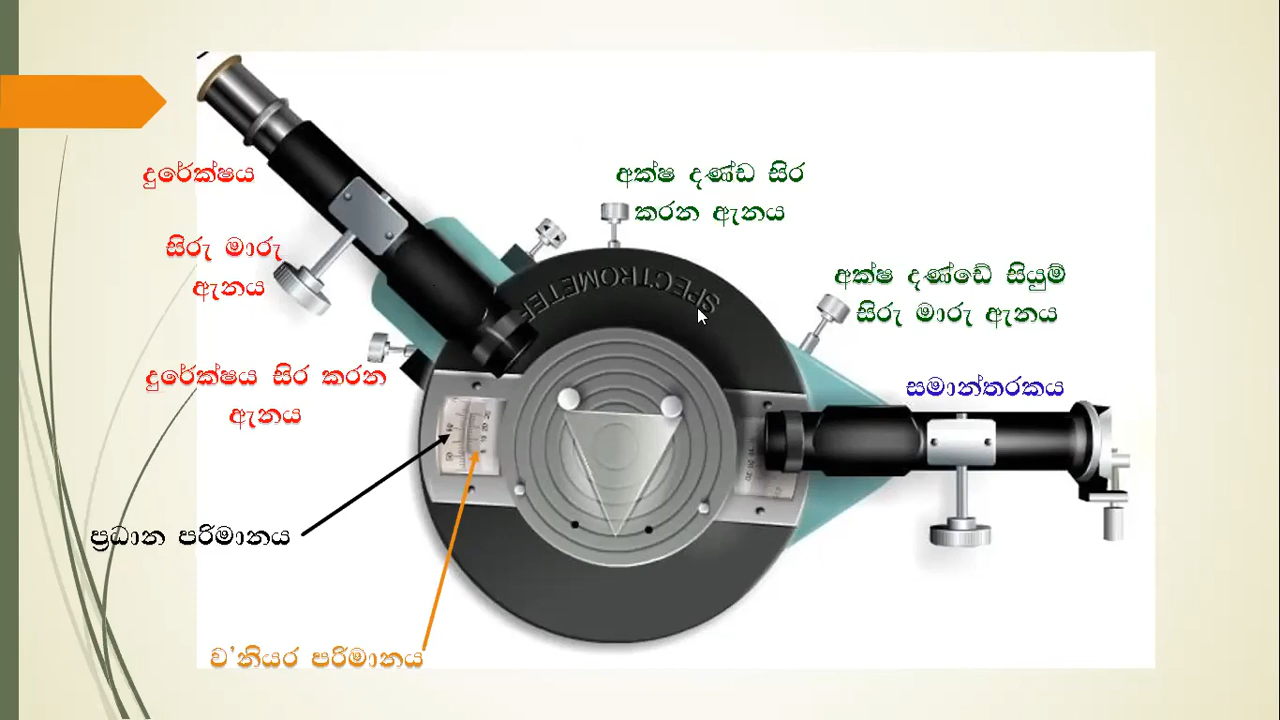 දුරේක්ෂය
සිරු මාරු
ඇනය
දුරේක්ෂය සිර කරන
ඇනය
ප්‍රධාන පරිමානය
ව'නියර පරිමානය
අක්ෂ දණ්ඩ සිර
කරන ඇනය
අක්ෂ දණ්ඩේ සියුම්
සිරු මාරු ඇනය
සමාන්තරකය
SPECTROMETER